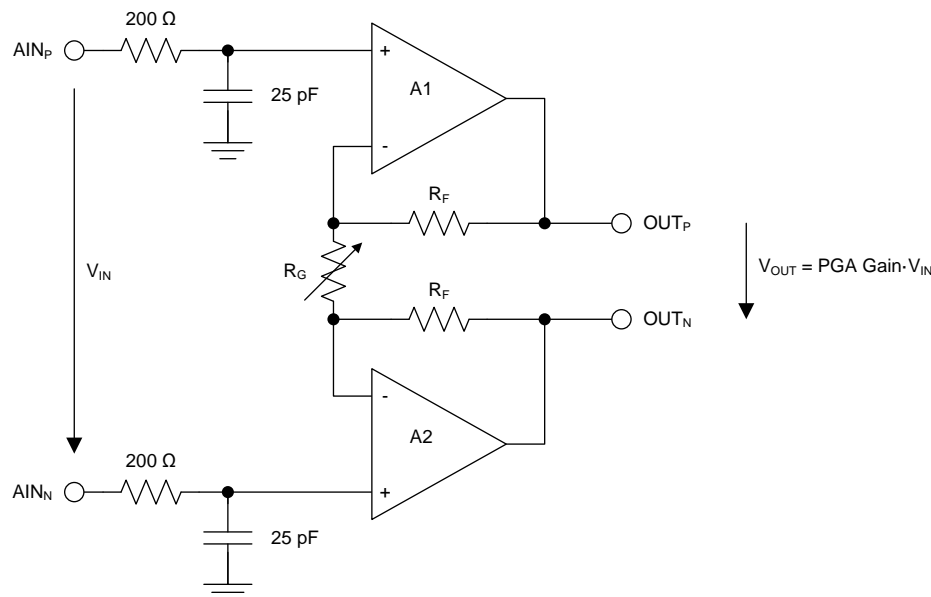 200 Ω
AINP
25 pF
+
A1
-
RF
OUTP
VIN
RG
VOUT = PGA Gain·VIN
RF
OUTN
-
A2
+
200 Ω
AINN
25 pF